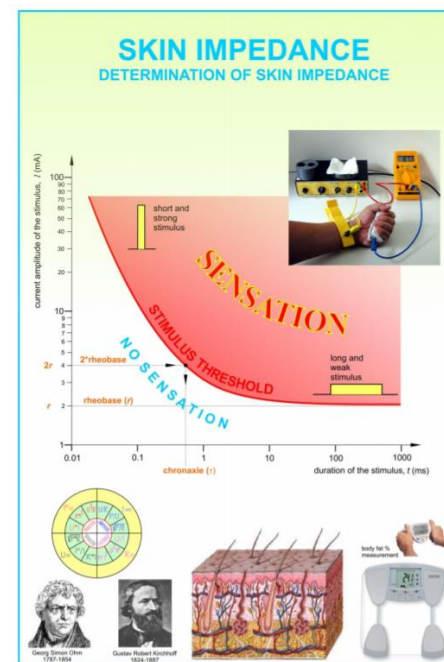 SKIN IMPEDANCE
DETERMINATION OF SKIN IMPEDANCE
current amplitude of the stimulus, I (mA)
100
90
80
70
60
50
40
30
20
10
9
8
7
6
5
2r
4
3
r
2
1
short and
strong
stimulus
SENSATION
STIMULUS THRESHOLD
NO SENSATION
2*rheobase
rheobase (r)
long and
weak
stimulus
0.01
0.1
1
10
100
1000
chronaxie (τ)
duration of the stimulus, t (ms)
body fat %
measurement
Georg Simon Ohm
1787-1854
Gustav Robert Kirchhoff
1824-1887